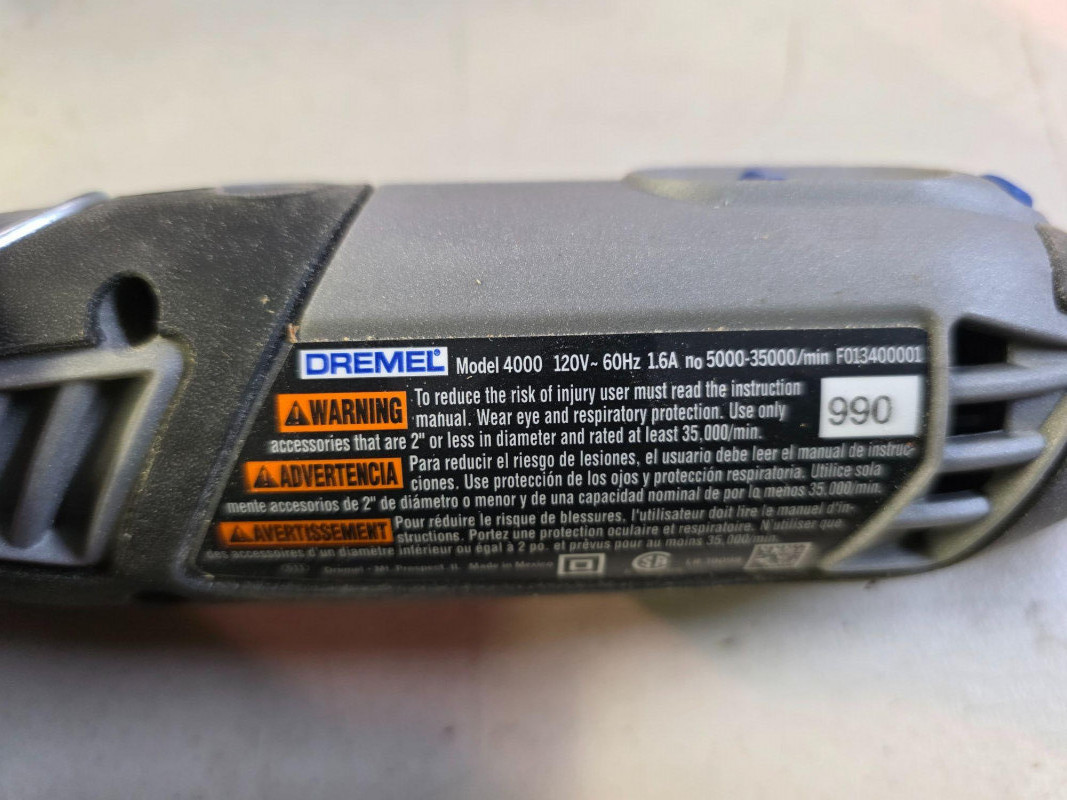 DREMEL® Model 4000 120V~ 60Hz 1.6A no 5000-35000/min F013400001
⚠WARNING To reduce the risk of injury user must read the instruction
manual. Wear eye and respiratory protection. Use only
accessories that are 2" or less in diameter and rated at least 35,000/min.
990
⚠ADVERTENCIA Para reducir el riesgo de lesiones, el usuario debe leer el manual de instruc-
ciones. Use protección de los ojos y protección respiratoria. Utilice sola
mente accesorios de 2" de diámetro o menor y de una capacidad nominal de por lo menos 35,000/min.
⚠AVERTISSEMENT Pour réduire le risque de blessures, l'utilisateur doit lire le manuel d'in-
structions. Portez une protection oculaire et respiratoire. N'utiliser que
des accessoires d'un diamètre inférieur ou égal à 2 po. et prévus pour au moins 35,000/min.
Dremel - Mt. Prospect, IL Made in Mexico